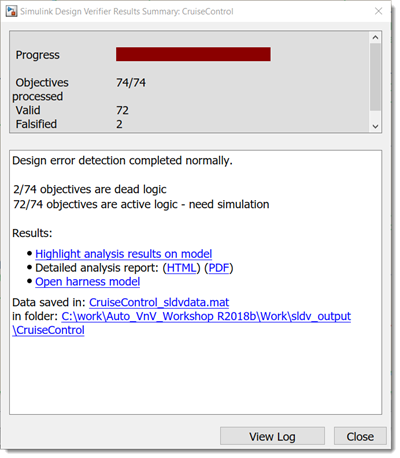 Simulink Design Verifier Results Summary: CruiseControl
Progress
Objectives 74/74
processed
Valid 72
Falsified 2
Design error detection completed normally.
2/74 objectives are dead logic
72/74 objectives are active logic - need simulation
Results:
• Highlight analysis results on model
• Detailed analysis report: (HTML) (PDF)
• Open harness model
Data saved in: CruiseControl_sldvdata.mat
in folder: C:\work\Auto_VnV_Workshop R2018b\Work\sldv_output
\CruiseControl
View Log Close